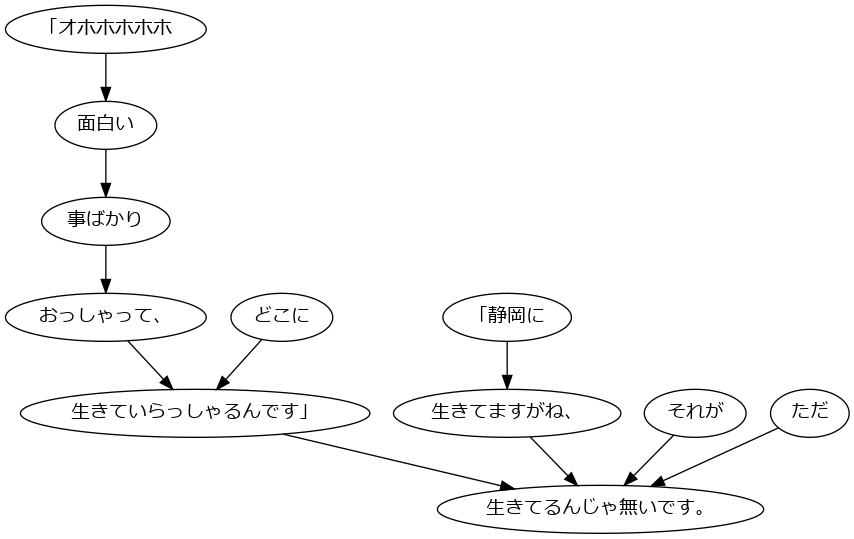 「オホホホホホ
面白い
事ばかり
おっしゃって、
どこに
「静岡に
生きていらっしゃるんです」
生きてますがね、
それが
ただ
生きてるんじゃ無いです。